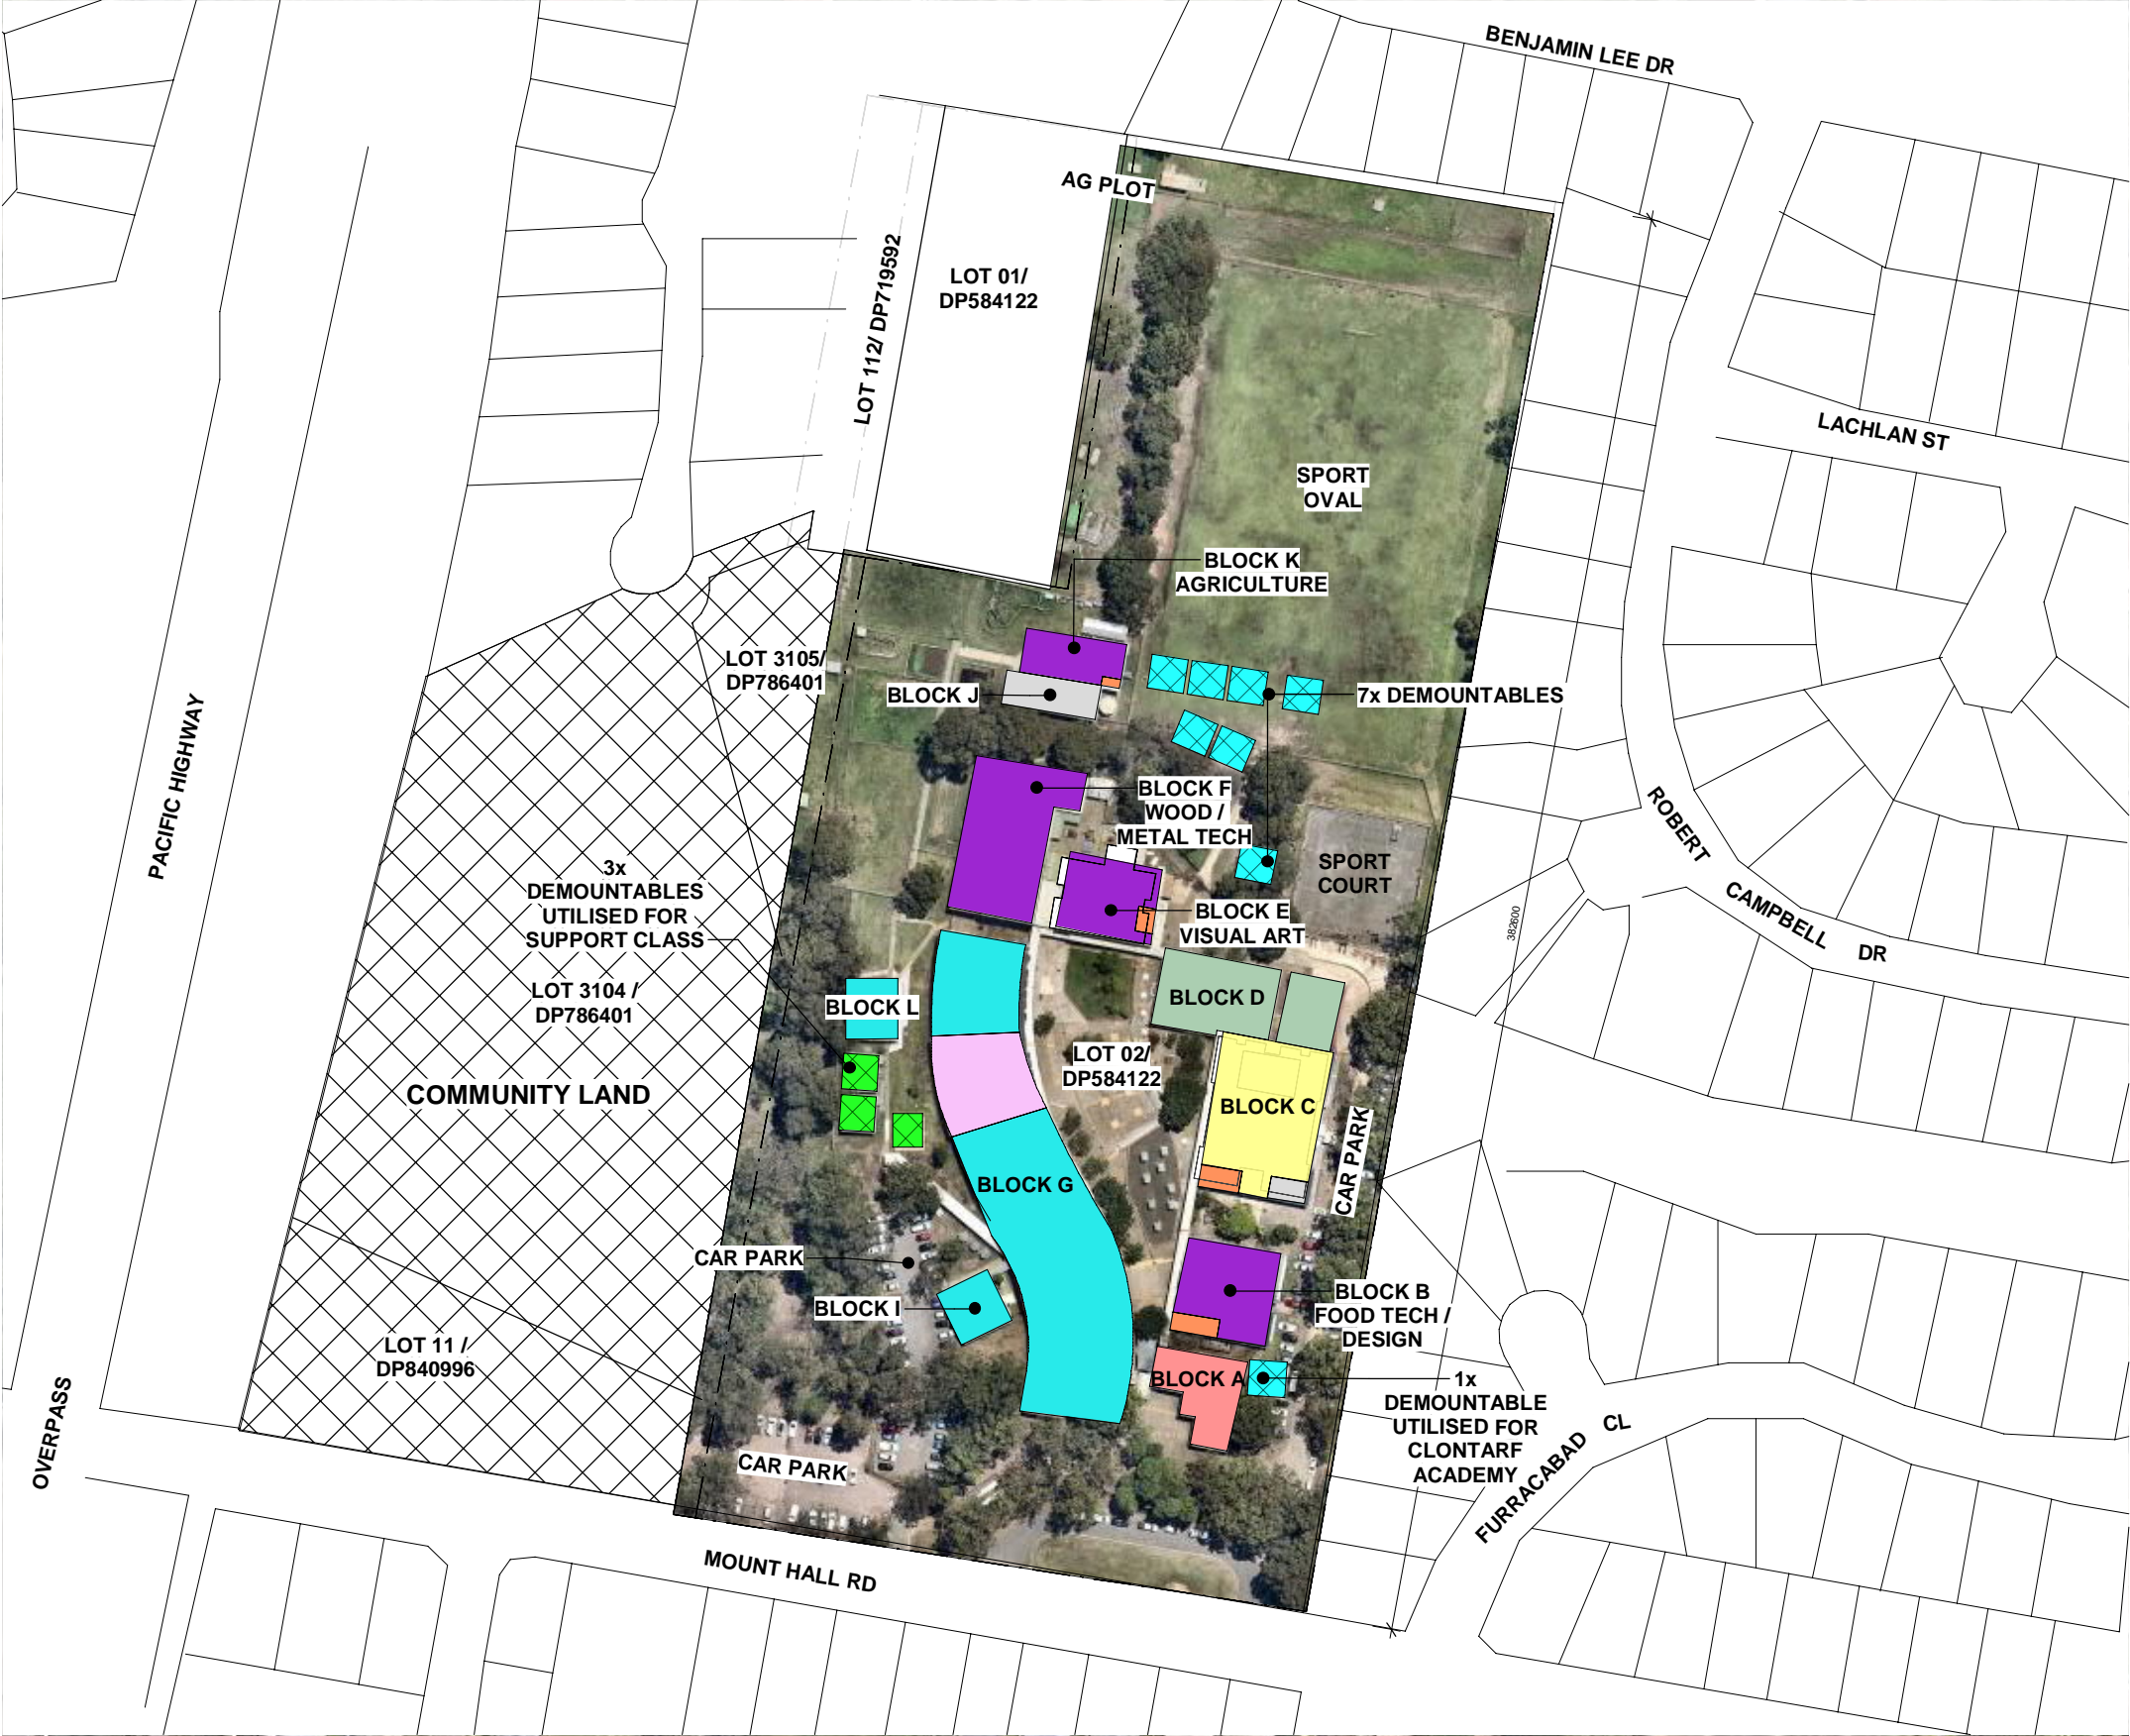 BENJAMIN LEE DR
AG PLOT
LOT 112/ DP719592
LOT 01/
DP584122
LACHLAN ST
SPORT
OVAL
BLOCK K
AGRICULTURE
LOT 3105/
DP786401
BLOCK J
7x DEMOUNTABLES
PACIFIC HIGHWAY
BLOCK F
WOOD /
METAL TECH
ROBERT CAMPBELL DR
SPORT
COURT
3x
DEMOUNTABLES
UTILISED FOR
SUPPORT CLASS
BLOCK E
VISUAL ART
382600
LOT 3104 /
DP786401
BLOCK L
BLOCK D
LOT 02/
DP584122
COMMUNITY LAND
BLOCK C
CAR PARK
BLOCK G
CAR PARK
BLOCK I
BLOCK B
FOOD TECH /
DESIGN
LOT 11 /
DP840996
BLOCK A
1x
DEMOUNTABLE
UTILISED FOR
CLONTARF
ACADEMY
OVERPASS
FURRACABAD CL
CAR PARK
MOUNT HALL RD